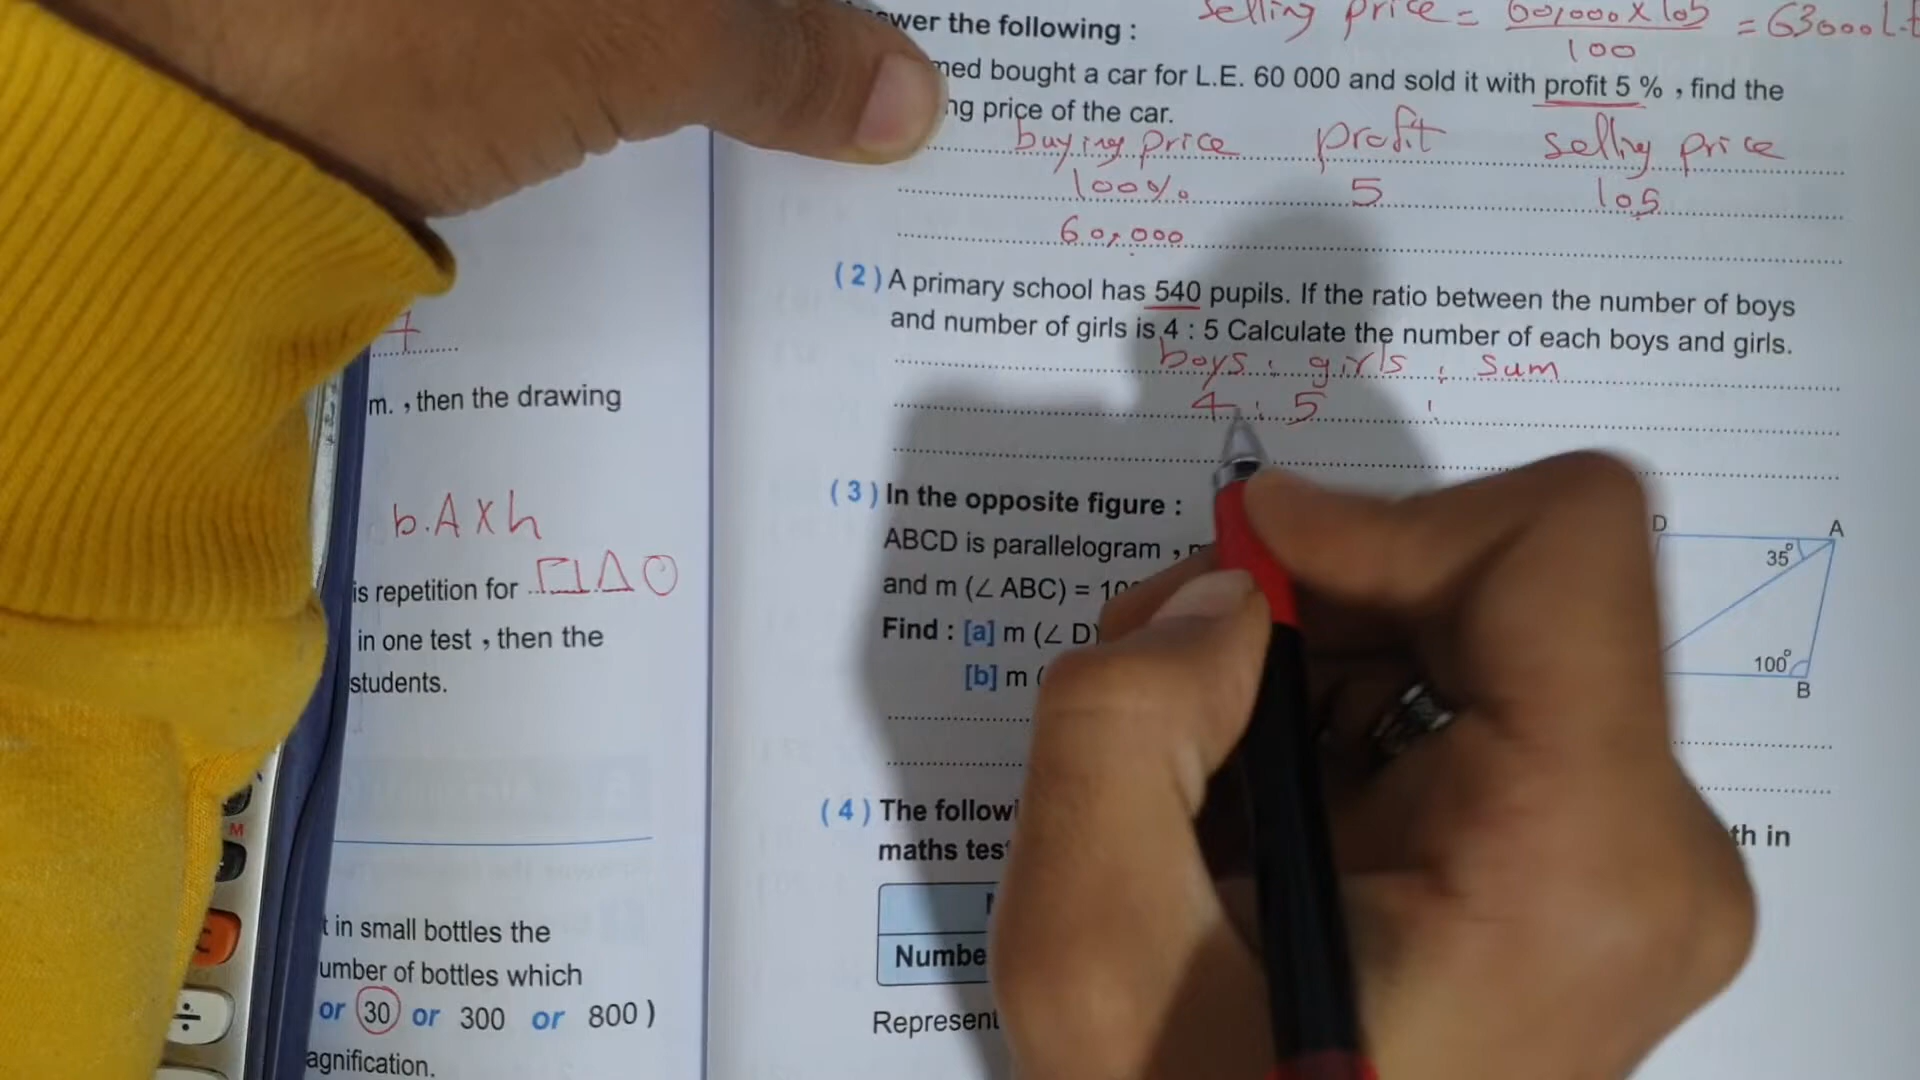 7
m. , then the drawing
b.A X h
is repetition for
in one test , then the
students.
t in small bottles the
umber of bottles which
or 30 or 300 or 800 )
agnification.
M
C
÷
wer the following :
selling price = 60,000 X 105 / 100 = 63000 L.E
med bought a car for L.E. 60 000 and sold it with profit 5 % , find the
ng price of the car.
buying price profit selling price
100% 5 105
60,000
( 2 ) A primary school has 540 pupils. If the ratio between the number of boys
and number of girls is 4 : 5 Calculate the number of each boys and girls.
boys : girls : sum
4 : 5 :
( 3 ) In the opposite figure :
ABCD is parallelogram ,
and m (∠ ABC) = 10
Find : [a] m (∠ D)
[b] m (
D A
35°
100°
B
( 4 ) The followi
th in
maths tes
Numbe
Represent